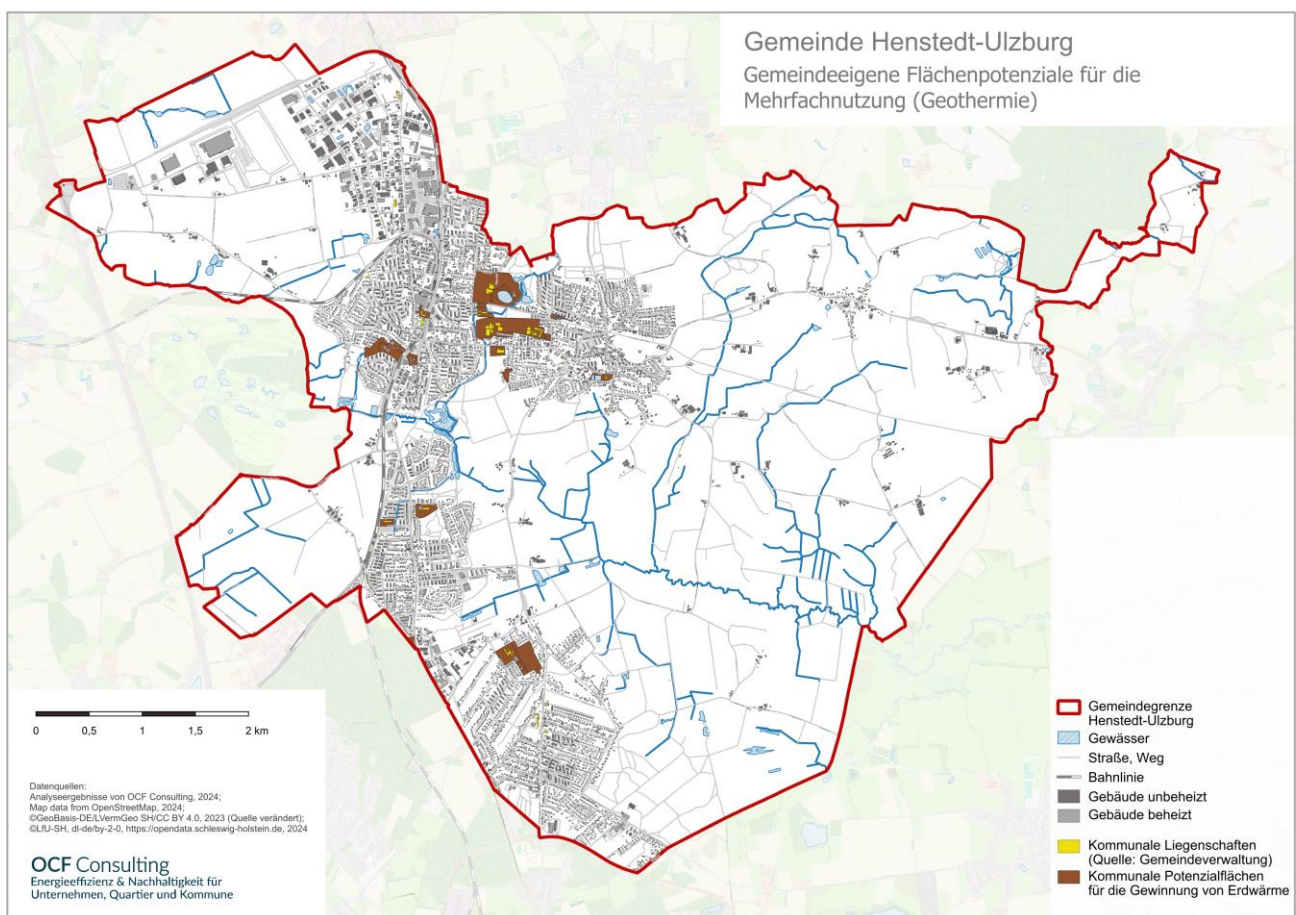 Gemeinde Henstedt-Ulzburg
Gemeindeeigene Flächenpotenziale für die
Mehrfachnutzung (Geothermie)
0 0,5 1 1,5 2 km
Datenquellen:
Analyseergebnisse von OCF Consulting, 2024;
Map data from OpenStreetMap, 2024;
©GeoBasis-DE/LVermGeo SH/CC BY 4.0, 2023 (Quelle verändert);
©LfU-SH, dl-de/by-2-0, https://opendata.schleswig-holstein.de, 2024
OCF Consulting
Energieeffizienz & Nachhaltigkeit für
Unternehmen, Quartier und Kommune
Gemeindegrenze
Henstedt-Ulzburg
Gewässer
Straße, Weg
Bahnlinie
Gebäude unbeheizt
Gebäude beheizt
Kommunale Liegenschaften
(Quelle: Gemeindeverwaltung)
Kommunale Potenzialflächen
für die Gewinnung von Erdwärme